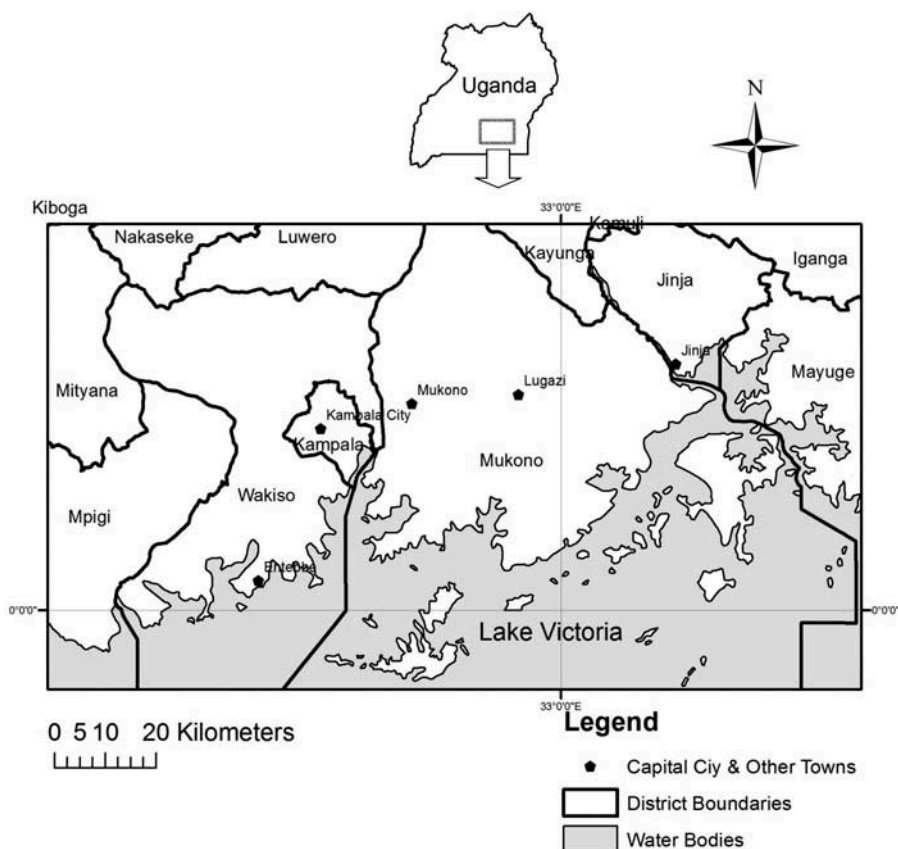 Uganda
N
Kiboga
33°0'0"E
Kamuli
Nakaseke
Luwero
Kayunga
Iganga
Jinja
Jinja
Mityana
Mayuge
Lugazi
Mukono
Kampala City
Kampala
Mukono
Wakiso
Mpigi
Entebbe
0°0'0"
0°0'0"
Lake Victoria
33°0'0"E
0 5 10 20 Kilometers
Legend
Capital Ciy & Other Towns
District Boundaries
Water Bodies